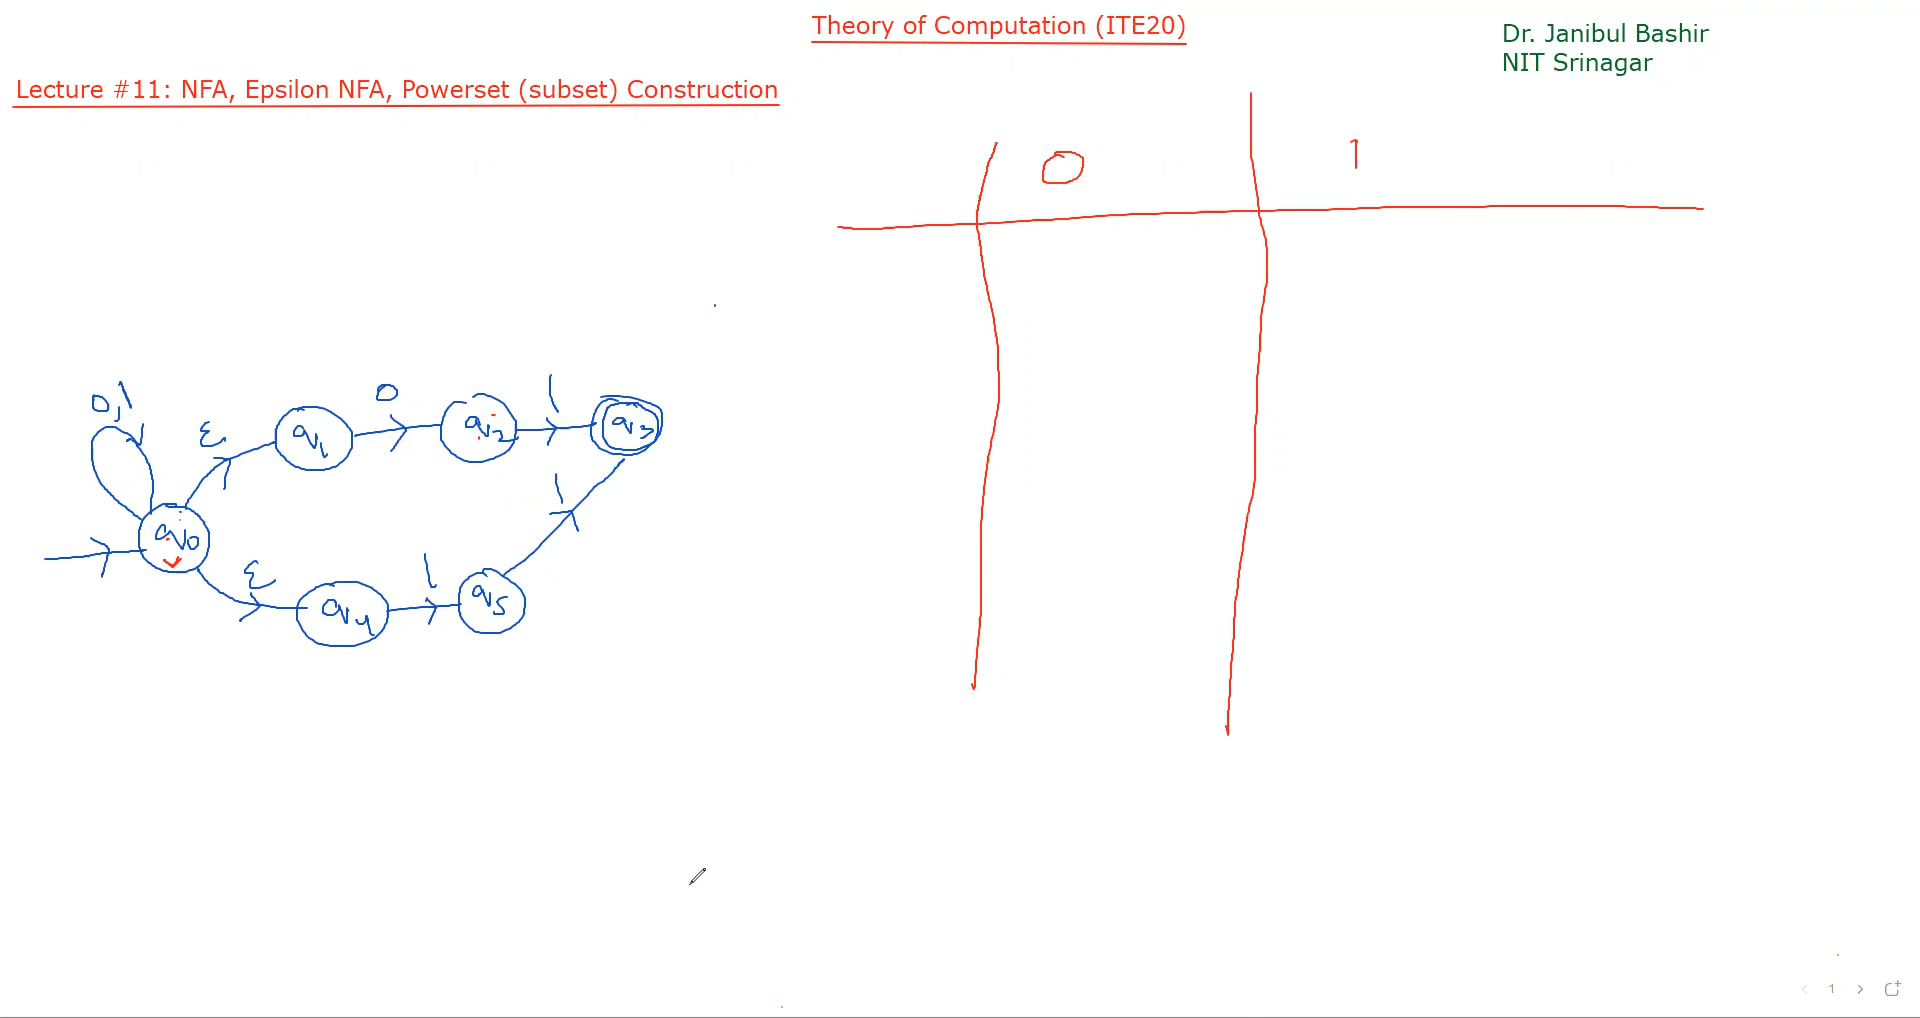 Theory of Computation (ITE20)
Dr. Janibul Bashir
NIT Srinagar
Lecture #11: NFA, Epsilon NFA, Powerset (subset) Construction
0 1
0,1
ε
q1
0
q2
1
q3
q0
ε
q4
1
q5
1
1